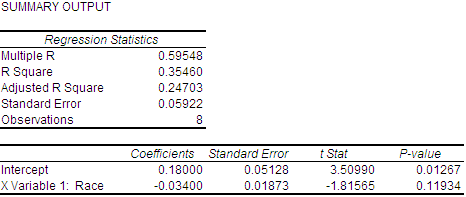 SUMMARY OUTPUT
Regression Statistics
Multiple R 0.59548
R Square 0.35460
Adjusted R Square 0.24703
Standard Error 0.05922
Observations 8
Coefficients Standard Error t Stat P-value
Intercept 0.18000 0.05128 3.50990 0.01267
X Variable 1: Race -0.03400 0.01873 -1.81565 0.11934